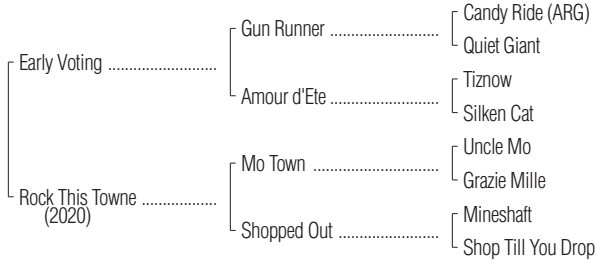 Candy Ride (ARG)
Gun Runner ........................
Quiet Giant
Early Voting ........................
Tiznow
Amour d'Ete ........................
Silken Cat
Uncle Mo
Mo Town ............................
Grazie Mille
Rock This Towne ................
(2020)
Mineshaft
Shopped Out ......................
Shop Till You Drop